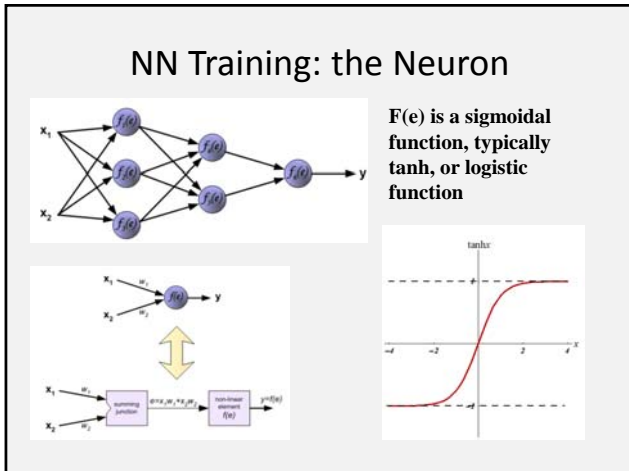 NN Training: the Neuron
x₁
x₂
f₁(e)
f₂(e)
f₃(e)
f₄(e)
f₅(e)
f₆(e)
y
F(e) is a sigmoidal
function, typically
tanh, or logistic
function
x₁
x₂
w₁
w₂
f(e)
y
x₁
x₂
w₁
w₂
summing
junction
e=x₁w₁+x₂w₂
non-linear
element
f(e)
y=f(e)
tanhx
1
-4
-2
2
4
x
-1